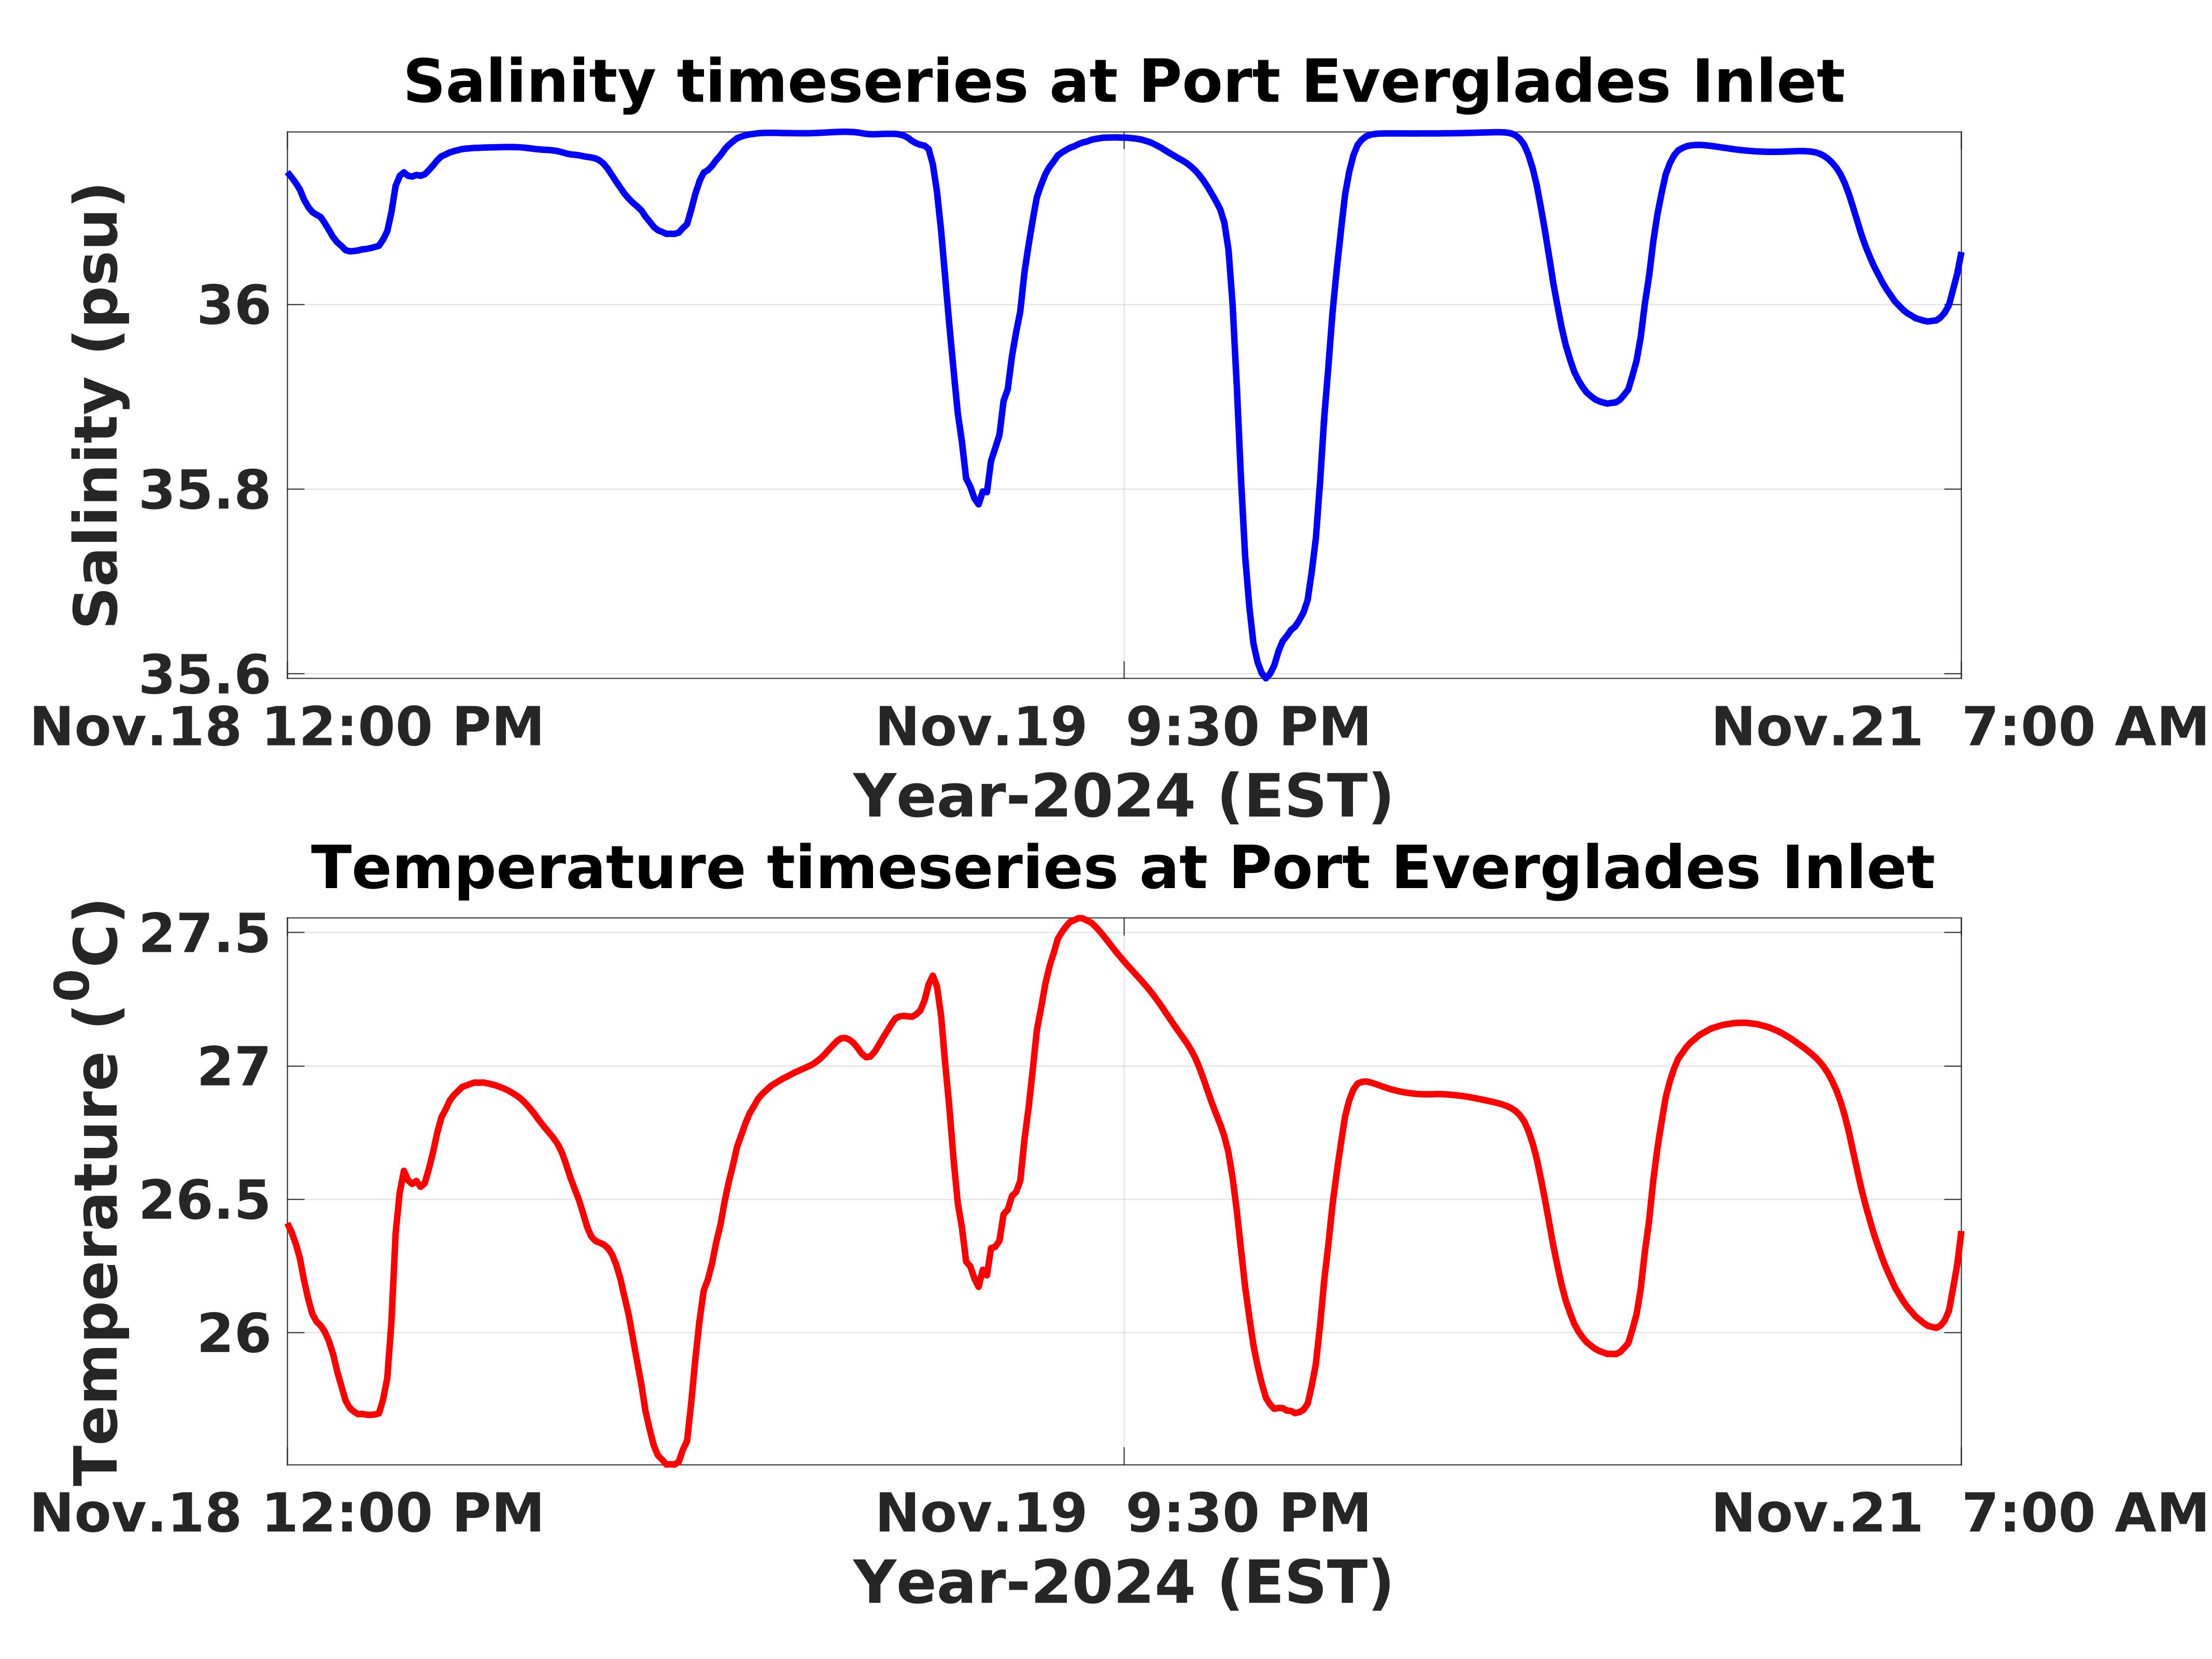 Salinity timeseries at Port Everglades Inlet
Salinity (psu)
36
35.8
35.6
Nov.18 12:00 PM Nov.19  9:30 PM Nov.21  7:00 AM
Year-2024 (EST)
Temperature timeseries at Port Everglades Inlet
Temperature (⁰C)
27.5
27
26.5
26
Nov.18 12:00 PM Nov.19  9:30 PM Nov.21  7:00 AM
Year-2024 (EST)